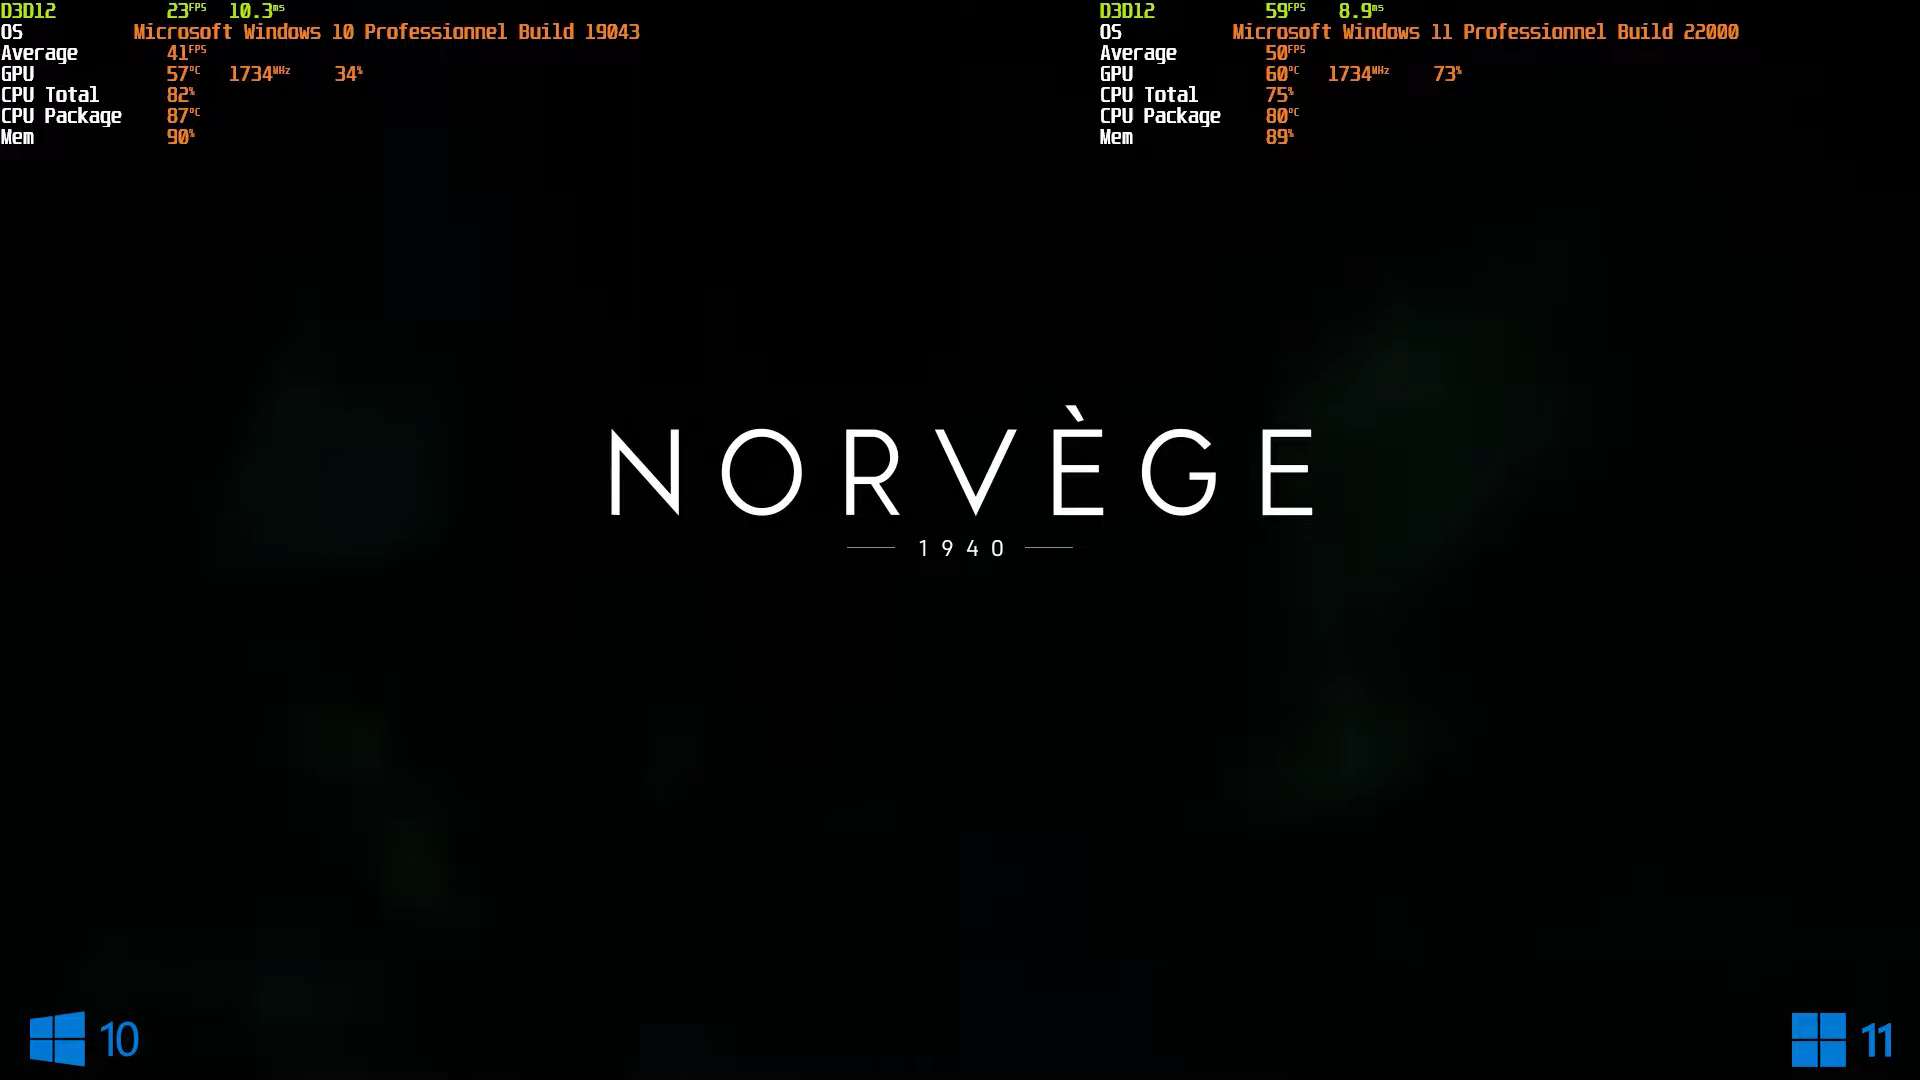 D3D12 23FPS 10.3ms
OS Microsoft Windows 10 Professionnel Build 19043
Average 41FPS
GPU 57°C 1734MHz 34%
CPU Total 82%
CPU Package 87°C
Mem 90%
D3D12 59FPS 8.9ms
OS Microsoft Windows 11 Professionnel Build 22000
Average 50FPS
GPU 60°C 1734MHz 73%
CPU Total 75%
CPU Package 80°C
Mem 89%
NORVÈGE
1940
10
11